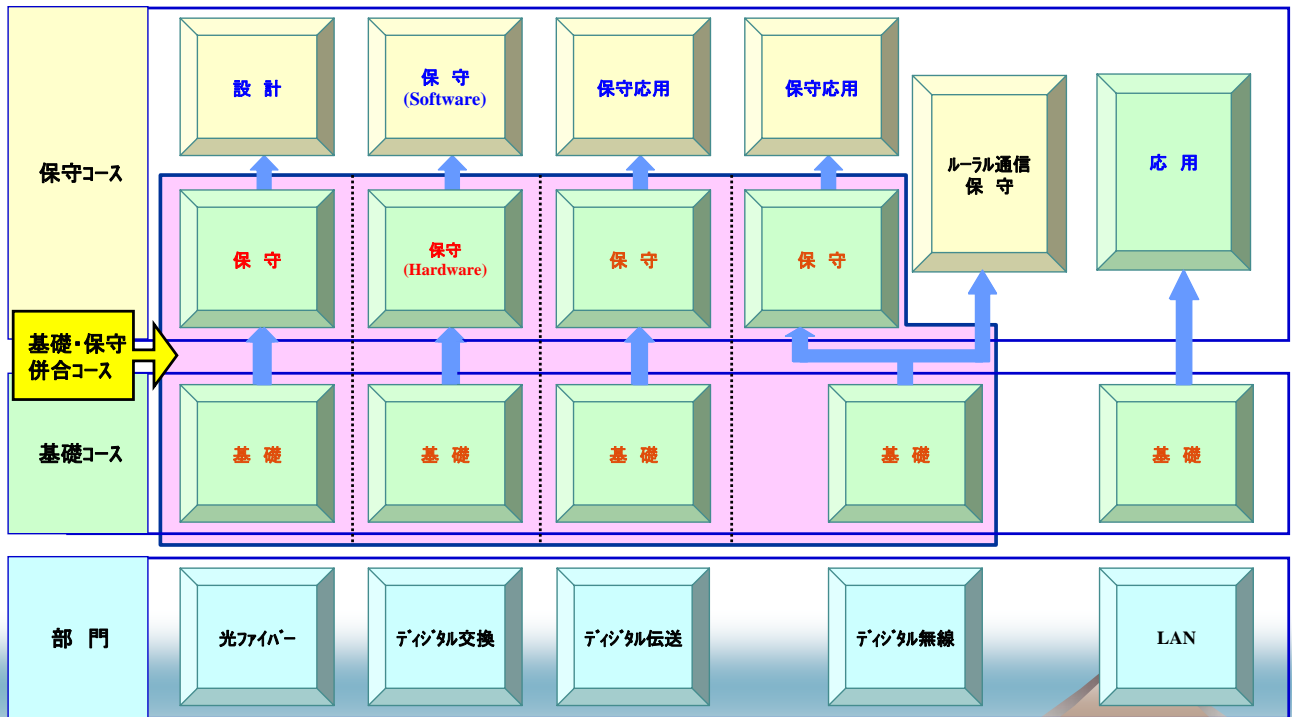 設 計
保 守
(Software)
保守応用
保守応用
ルーラル通信
保 守
応 用
保守コース
保 守
保守
(Hardware)
保 守
保 守
基礎・保守
併合コース
基礎コース
基 礎
基 礎
基 礎
基 礎
基 礎
部 門
光ファイバー
ディジタル交換
ディジタル伝送
ディジタル無線
LAN